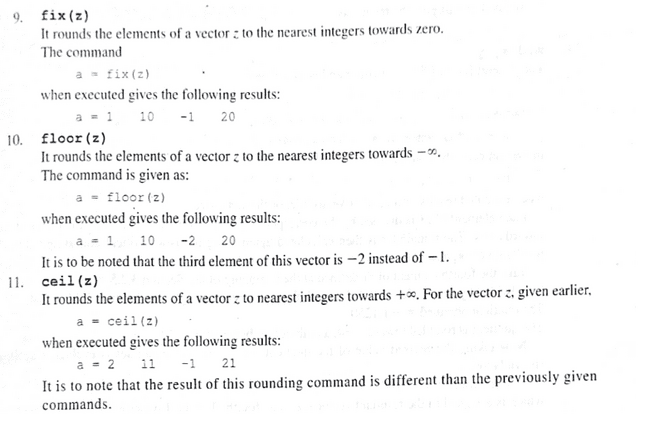 9. fix(z)
It rounds the elements of a vector z to the nearest integers towards zero.
The command
a = fix(z)
when executed gives the following results:
a = 1 10 -1 20
10. floor(z)
It rounds the elements of a vector z to the nearest integers towards −∞.
The command is given as:
a = floor(z)
when executed gives the following results:
a = 1 10 -2 20
It is to be noted that the third element of this vector is −2 instead of −1.
11. ceil(z)
It rounds the elements of a vector z to nearest integers towards +∞. For the vector z, given earlier,
a = ceil(z)
when executed gives the following results:
a = 2 11 -1 21
It is to note that the result of this rounding command is different than the previously given
commands.